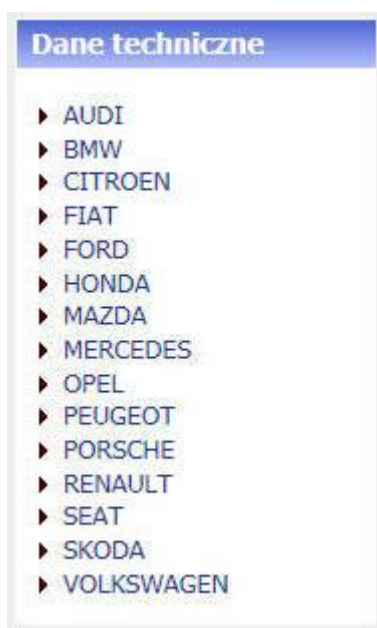 Dane techniczne
AUDI
BMW
CITROEN
FIAT
FORD
HONDA
MAZDA
MERCEDES
OPEL
PEUGEOT
PORSCHE
RENAULT
SEAT
SKODA
VOLKSWAGEN